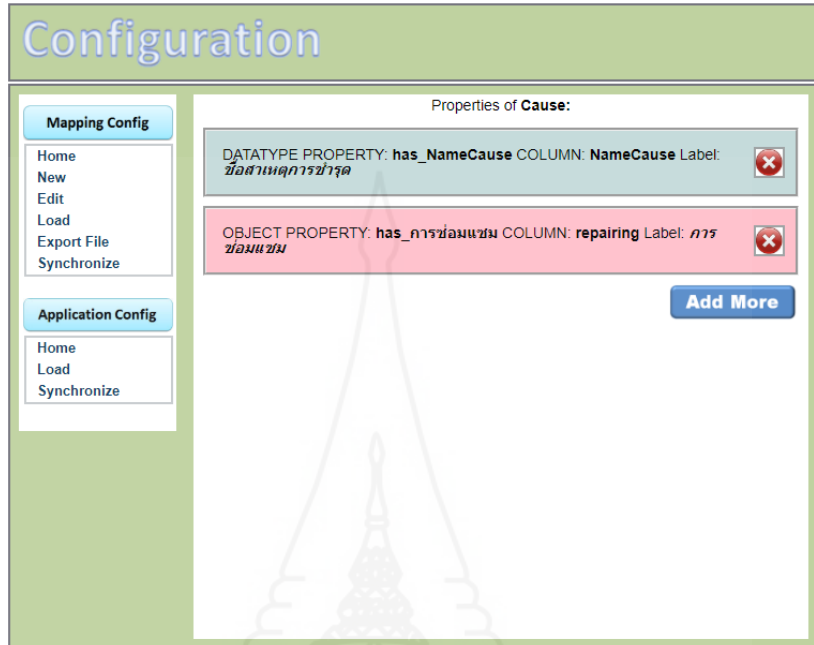 Configuration
Mapping Config
Home
New
Edit
Load
Export File
Synchronize
Application Config
Home
Load
Synchronize
Properties of Cause:
DATATYPE PROPERTY: has_NameCause COLUMN: NameCause Label:
ชื่อสาเหตุการชำรุด
OBJECT PROPERTY: has_การซ่อมแซม COLUMN: repairing Label: การ
ซ่อมแซม
Add More